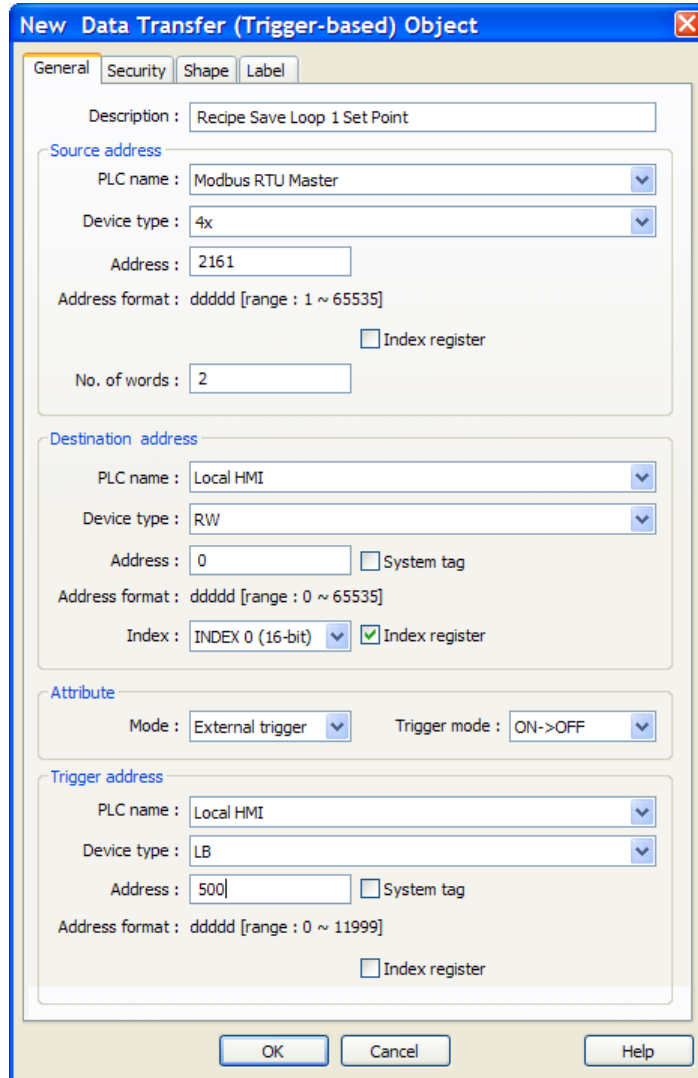 New Data Transfer (Trigger-based) Object
General Security Shape Label
Description : Recipe Save Loop 1 Set Point
Source address
PLC name : Modbus RTU Master
Device type : 4x
Address : 2161
Address format : ddddd [range : 1 ~ 65535]
Index register
No. of words : 2
Destination address
PLC name : Local HMI
Device type : RW
Address : 0 System tag
Address format : ddddd [range : 0 ~ 65535]
Index : INDEX 0 (16-bit) Index register
Attribute
Mode : External trigger Trigger mode : ON->OFF
Trigger address
PLC name : Local HMI
Device type : LB
Address : 500 System tag
Address format : ddddd [range : 0 ~ 11999]
Index register
OK Cancel Help